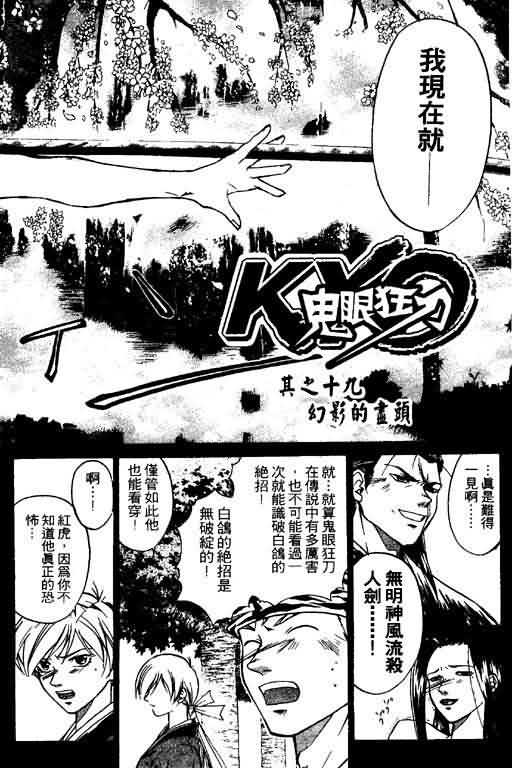 我現在就——
KYO
鬼眼狂刀
其之十九
幻影的盡頭
…眞是難得
一見啊……！
無明神風流殺
人劍………！
就…就算鬼眼狂刀
在傳說中有多厲害
，也不可能看過一
次就能識破白鴿的
絕招！
白鴿的絕招是
無破綻的！
僅管如此他
也能看穿！
啊…
…！
紅虎，因爲你不
知道他眞正的恐
怖…